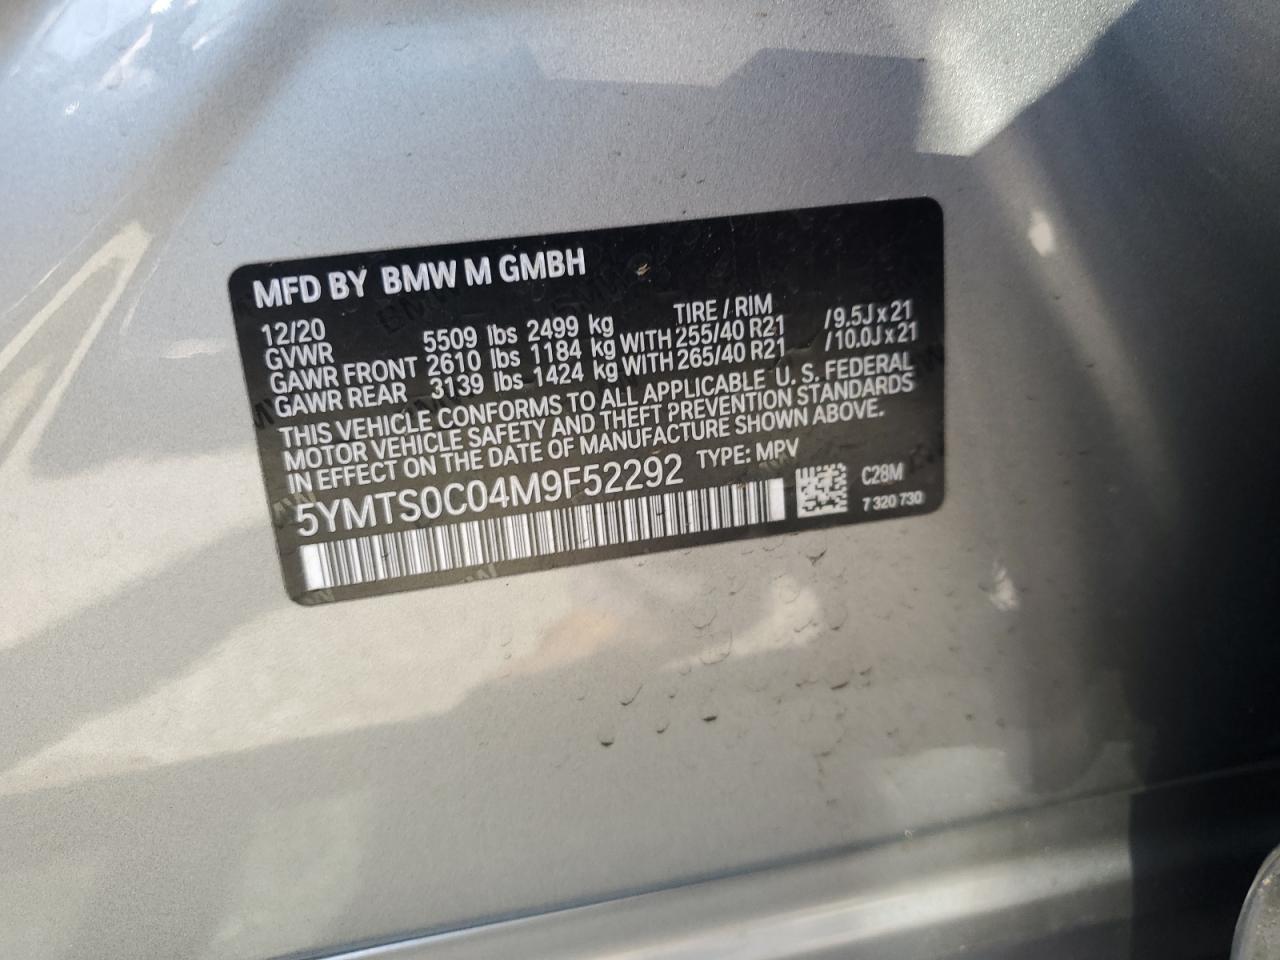 MFD BY BMW M GMBH
12/20 TIRE / RIM
GVWR 5509 lbs 2499 kg
GAWR FRONT 2610 lbs 1184 kg WITH 255/40 R21 /9.5J x 21
GAWR REAR 3139 lbs 1424 kg WITH 265/40 R21 /10.0J x 21
THIS VEHICLE CONFORMS TO ALL APPLICABLE U. S. FEDERAL
MOTOR VEHICLE SAFETY AND THEFT PREVENTION STANDARDS
IN EFFECT ON THE DATE OF MANUFACTURE SHOWN ABOVE.
5YMTS0C04M9F52292 TYPE: MPV
C28M
7 320 730